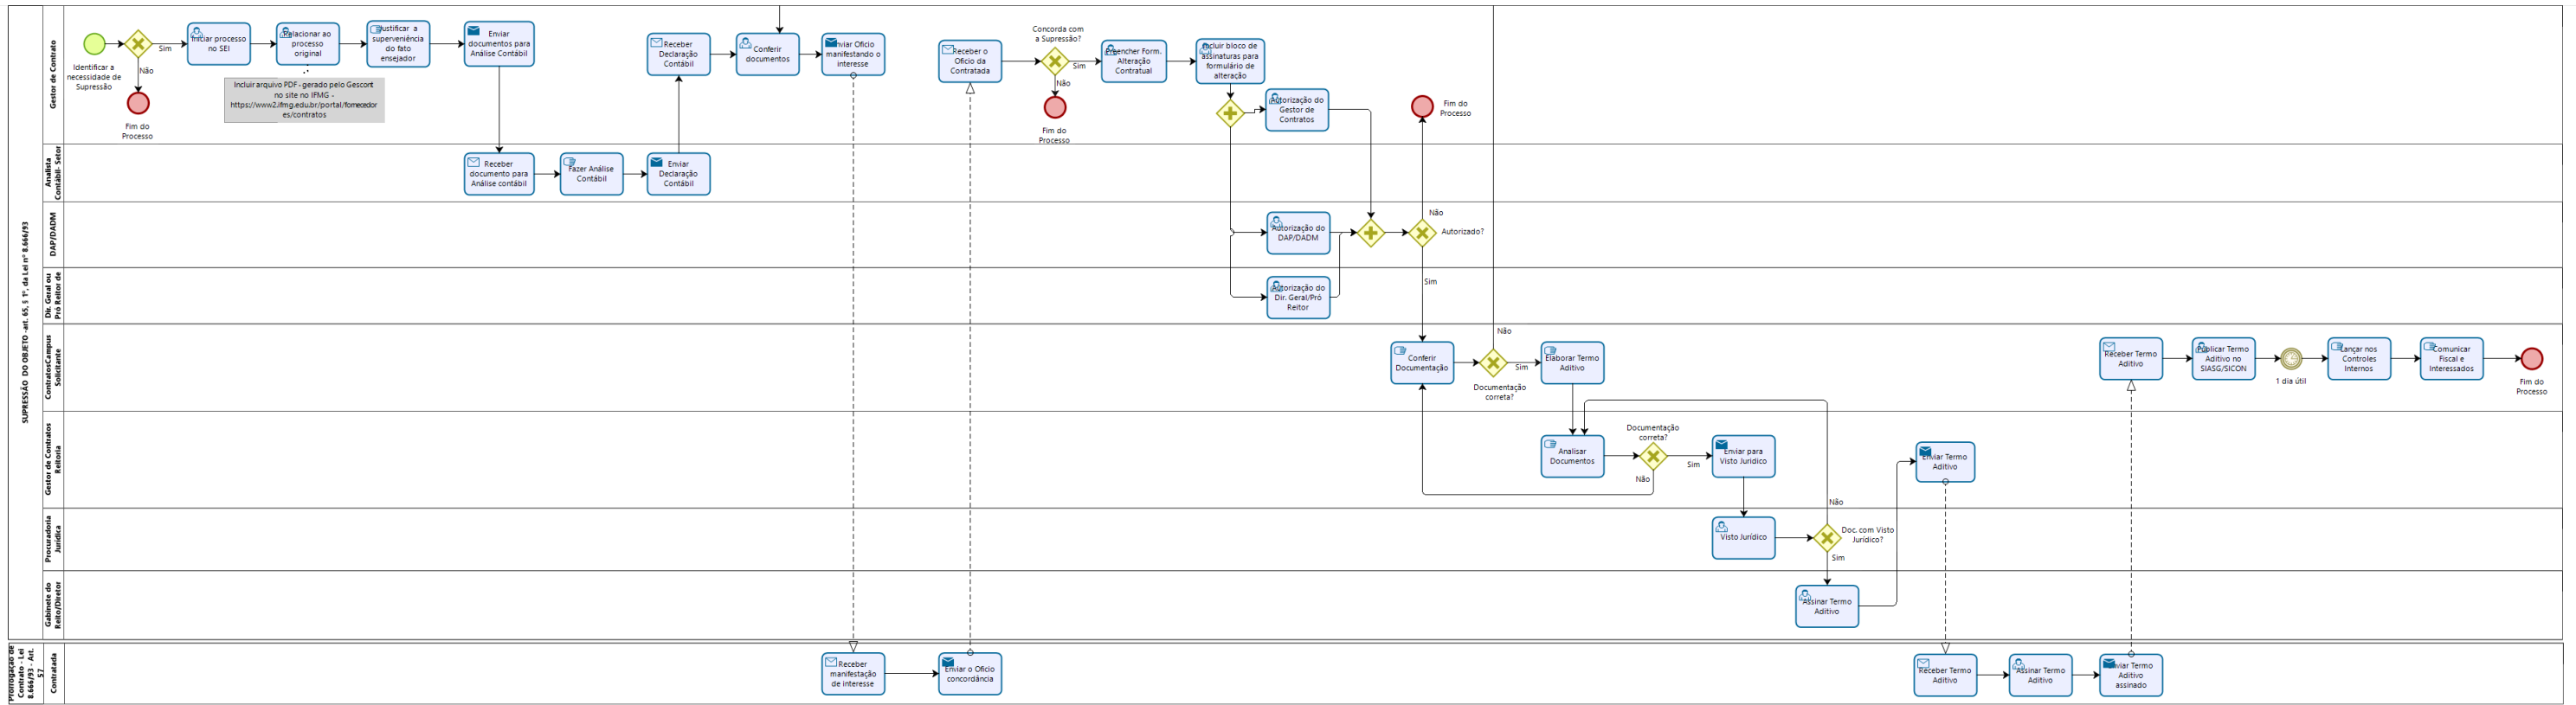 SUPRESSÃO DO OBJETO -art. 65, § 1º, da Lei nº 8.666/93
Gestor de Contrato
Identificar a
necessidade de
Supressão
Sim
Não
Fim do
Processo
Iniciar processo
no SEI
Relacionar ao
processo
original
Incluir arquivo PDF - gerado pelo Gescont
no site no IFMG -
https://www2.ifmg.edu.br/portal/fornecedor
es/contratos
Justificar a
superveniência
do fato
ensejador
Enviar
documentos para
Análise Contábil
Receber
Declaração
Contábil
Conferir
documentos
Enviar Oficio
manifestando o
interesse
Receber o
Oficio da
Contratada
Concorda com
a Supressão?
Sim
Não
Fim do
Processo
Preencher Form.
Alteração
Contratual
Incluir bloco de
assinaturas para
formulário de
alteração
Autorização do
Gestor de
Contratos
Fim do
Processo
Analista
Contábil- Setor
Receber
documento para
Análise contábil
Fazer Análise
Contábil
Enviar
Declaração
Contábil
DAP/DADM
Autorização do
DAP/DADM
Não
Autorizado?
Sim
Dir. Geral ou
Pró Reitor de
Autorização do
Dir. Geral/Pró
Reitor
ContratosCampus
Solicitante
Conferir
Documentação
Não
Sim
Documentação
correta?
Elaborar Termo
Aditivo
Receber Termo
Aditivo
Publicar Termo
Aditivo no
SIASG/SICON
1 dia útil
Lançar nos
Controles
Internos
Comunicar
Fiscal e
Interessados
Fim do
Processo
Gestor de Contratos
Reitoria
Analisar
Documentos
Documentação
correta?
Sim
Não
Enviar para
Visto Juridico
Enviar Termo
Aditivo
Procuradoria
Jurídica
Visto Jurídico
Não
Doc. com Visto
Jurídico?
Sim
Gabinete do
Reito/Diretor
Assinar Termo
Aditivo
Prorrogação de
Contrato - Lei
8.666/93 - Art.
57
Contratada
Receber
manifestação
de interesse
Enviar o Oficio
concordância
Receber Termo
Aditivo
Assinar Termo
Aditivo
Enviar Termo
Aditivo
assinado